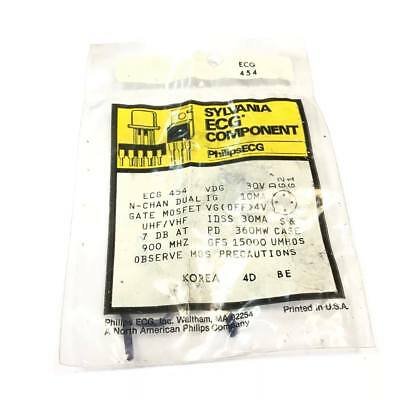 ECG
454
SYLVANIA
ECG®
COMPONENT
Philips ECG
ECG 454 VDG 30V
N-CHAN DUAL IG 10MA
GATE MOSFET VG(OFF)4V
UHF/VHF IDSS 30MA S&
7 DB AT PD 360MW CASE
900 MHZ GFS 15000 UMHOS
OBSERVE MOS PRECAUTIONS
KOREA 4D BE
Philips ECG, Inc. Waltham, MA 02254
A North American Philips Company
Printed in U.S.A.